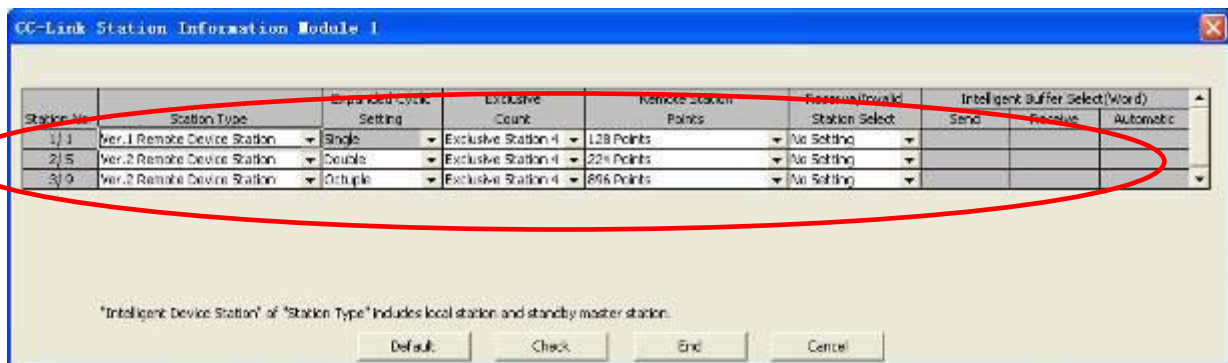 CC-Link Station Information Module 1
Expanded Cyclic Exclusive Remote Station Reserve/Invalid Intelligent Buffer Select(Word)
Station No Station Type Setting Count Points Station Select Send Receive Automatic
1/1 Ver.1 Remote Device Station Single Exclusive Station 4 128 Points No Setting
2/5 Ver.2 Remote Device Station Double Exclusive Station 4 224 Points No Setting
3/9 Ver.2 Remote Device Station Octuple Exclusive Station 4 896 Points No Setting
"Intelligent Device Station" of "Station Type" includes local station and standby master station.
Default Check End Cancel